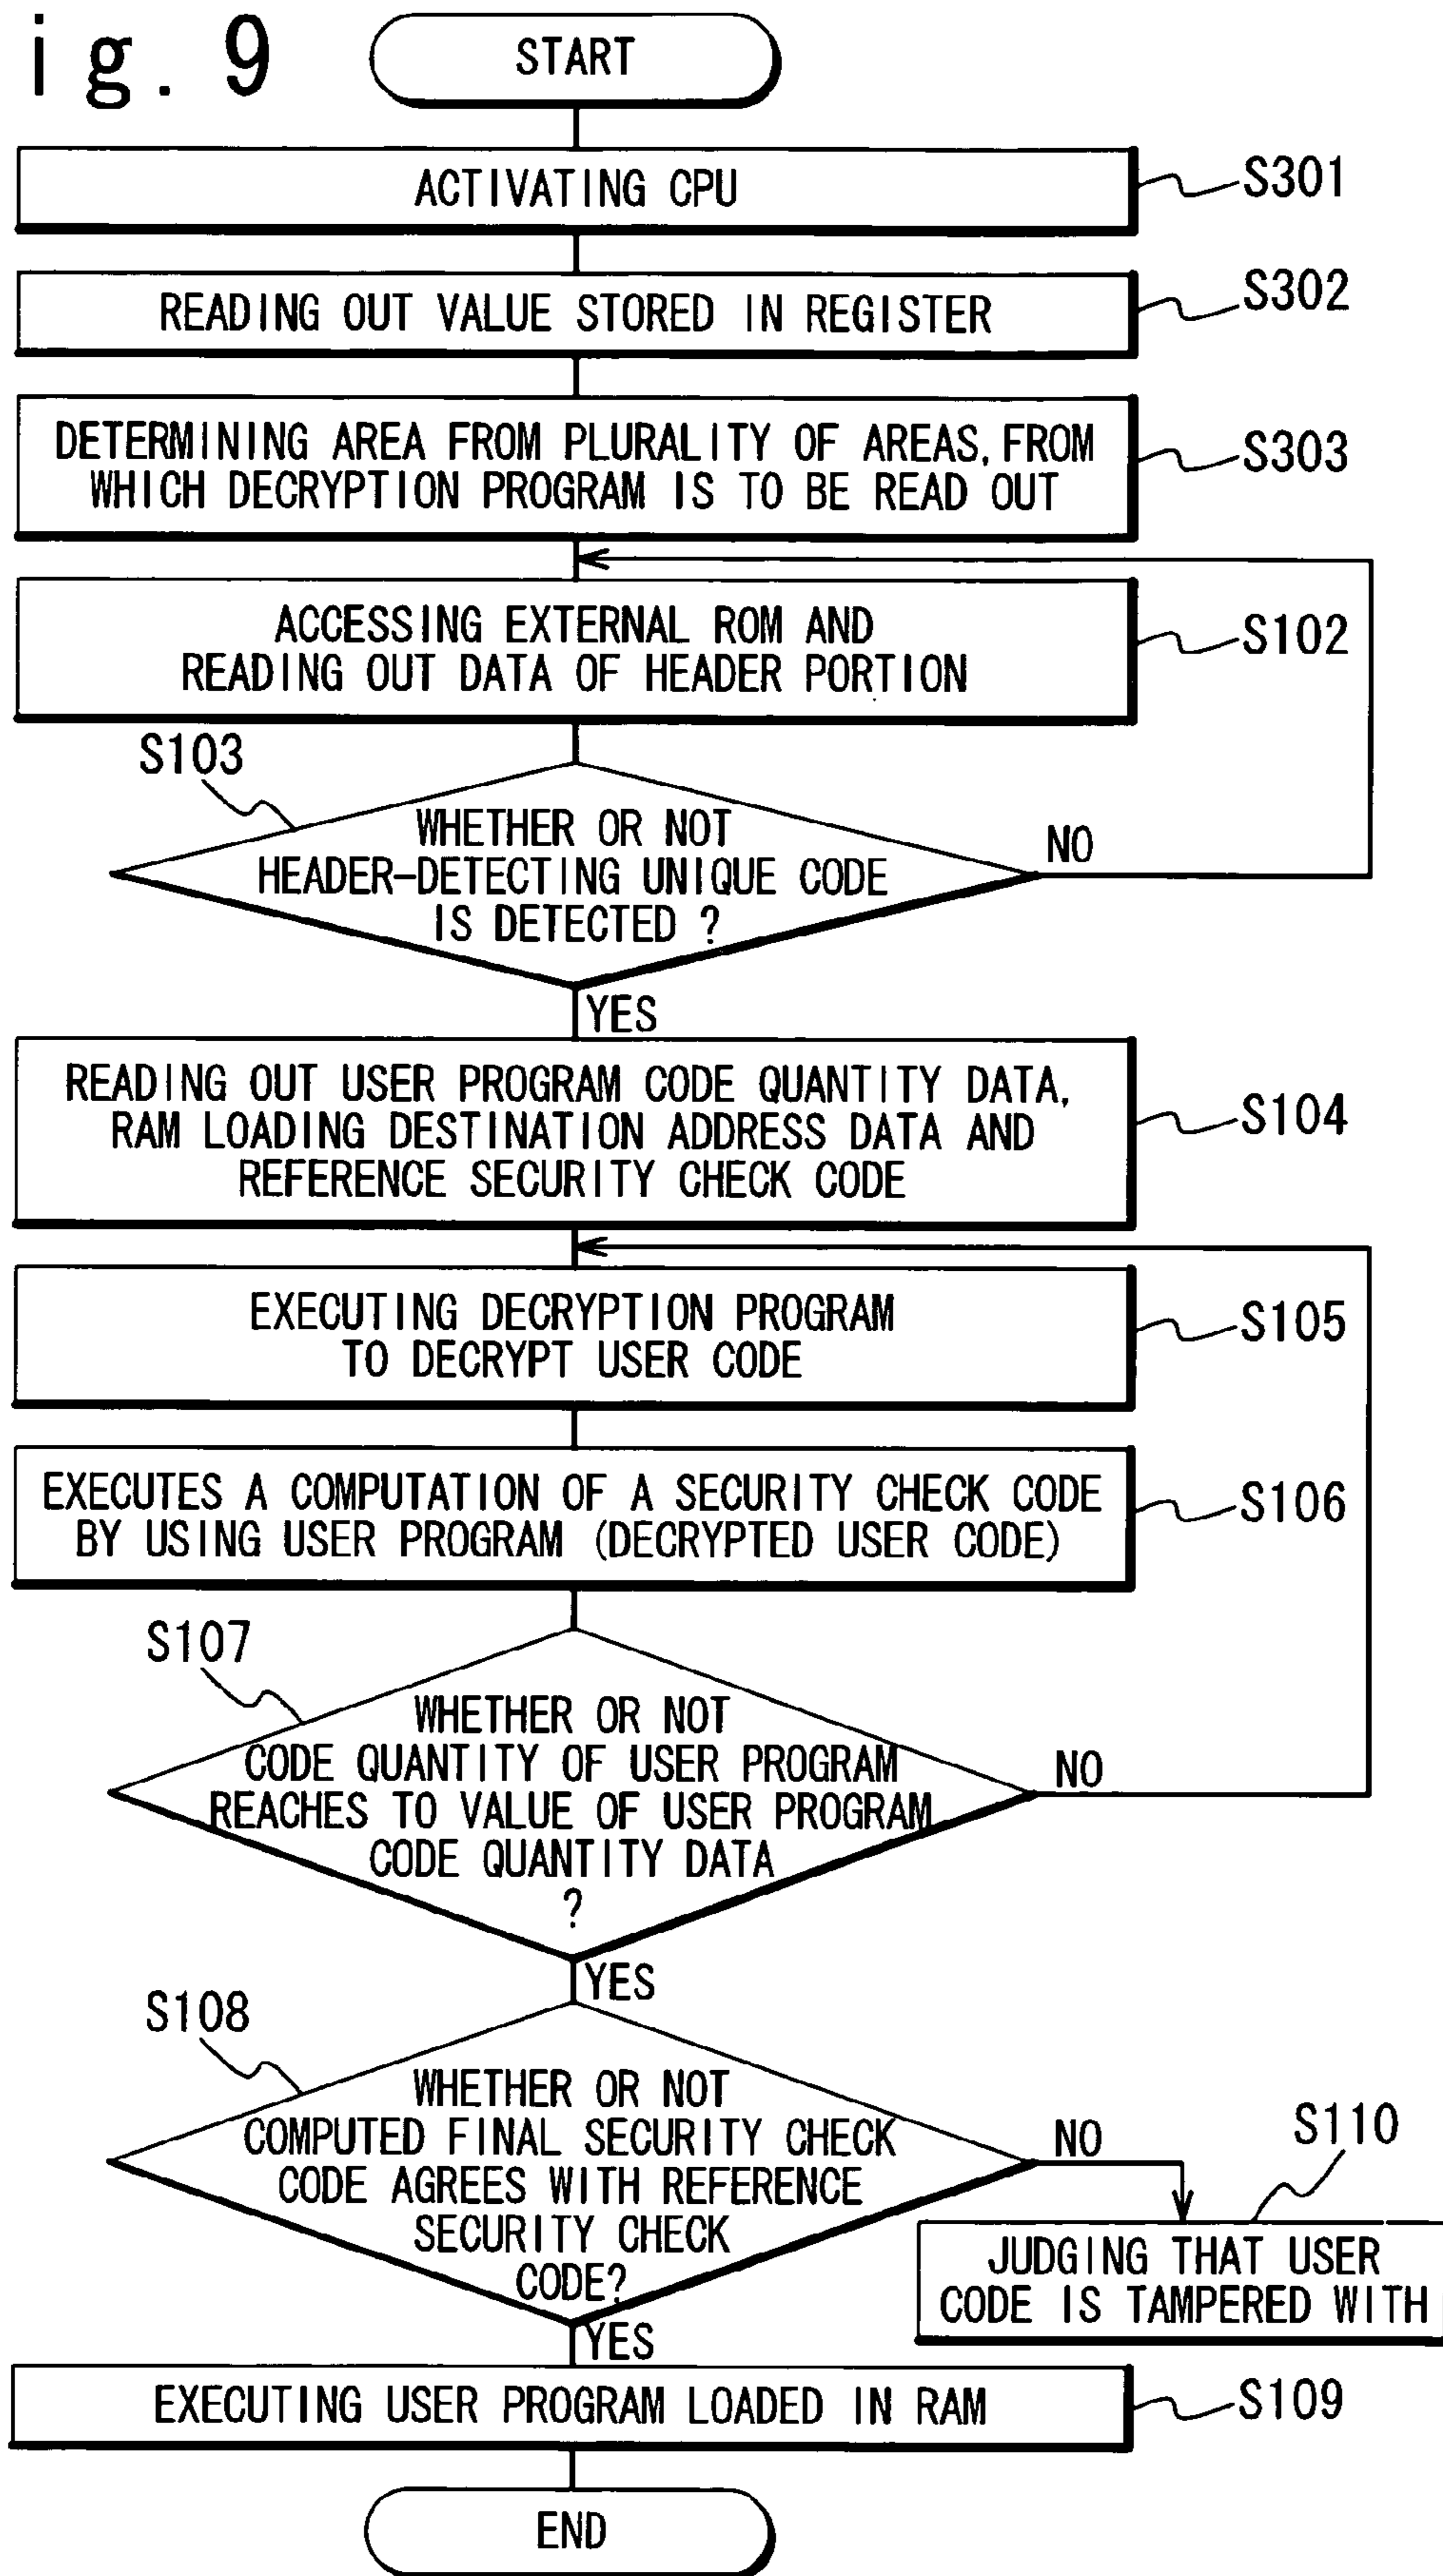 ig. 9
START
ACTIVATING CPU
S301
READING OUT VALUE STORED IN REGISTER
S302
DETERMINING AREA FROM PLURALITY OF AREAS, FROM
WHICH DECRYPTION PROGRAM IS TO BE READ OUT
S303
ACCESSING EXTERNAL ROM AND
READING OUT DATA OF HEADER PORTION
S102
S103
WHETHER OR NOT
HEADER-DETECTING UNIQUE CODE
IS DETECTED ?
NO
YES
READING OUT USER PROGRAM CODE QUANTITY DATA,
RAM LOADING DESTINATION ADDRESS DATA AND
REFERENCE SECURITY CHECK CODE
S104
EXECUTING DECRYPTION PROGRAM
TO DECRYPT USER CODE
S105
EXECUTES A COMPUTATION OF A SECURITY CHECK CODE
BY USING USER PROGRAM (DECRYPTED USER CODE)
S106
S107
WHETHER OR NOT
CODE QUANTITY OF USER PROGRAM
REACHES TO VALUE OF USER PROGRAM
CODE QUANTITY DATA
?
NO
YES
S108
WHETHER OR NOT
COMPUTED FINAL SECURITY CHECK
CODE AGREES WITH REFERENCE
SECURITY CHECK
CODE?
NO
S110
JUDGING THAT USER
CODE IS TAMPERED WITH
YES
EXECUTING USER PROGRAM LOADED IN RAM
S109
END